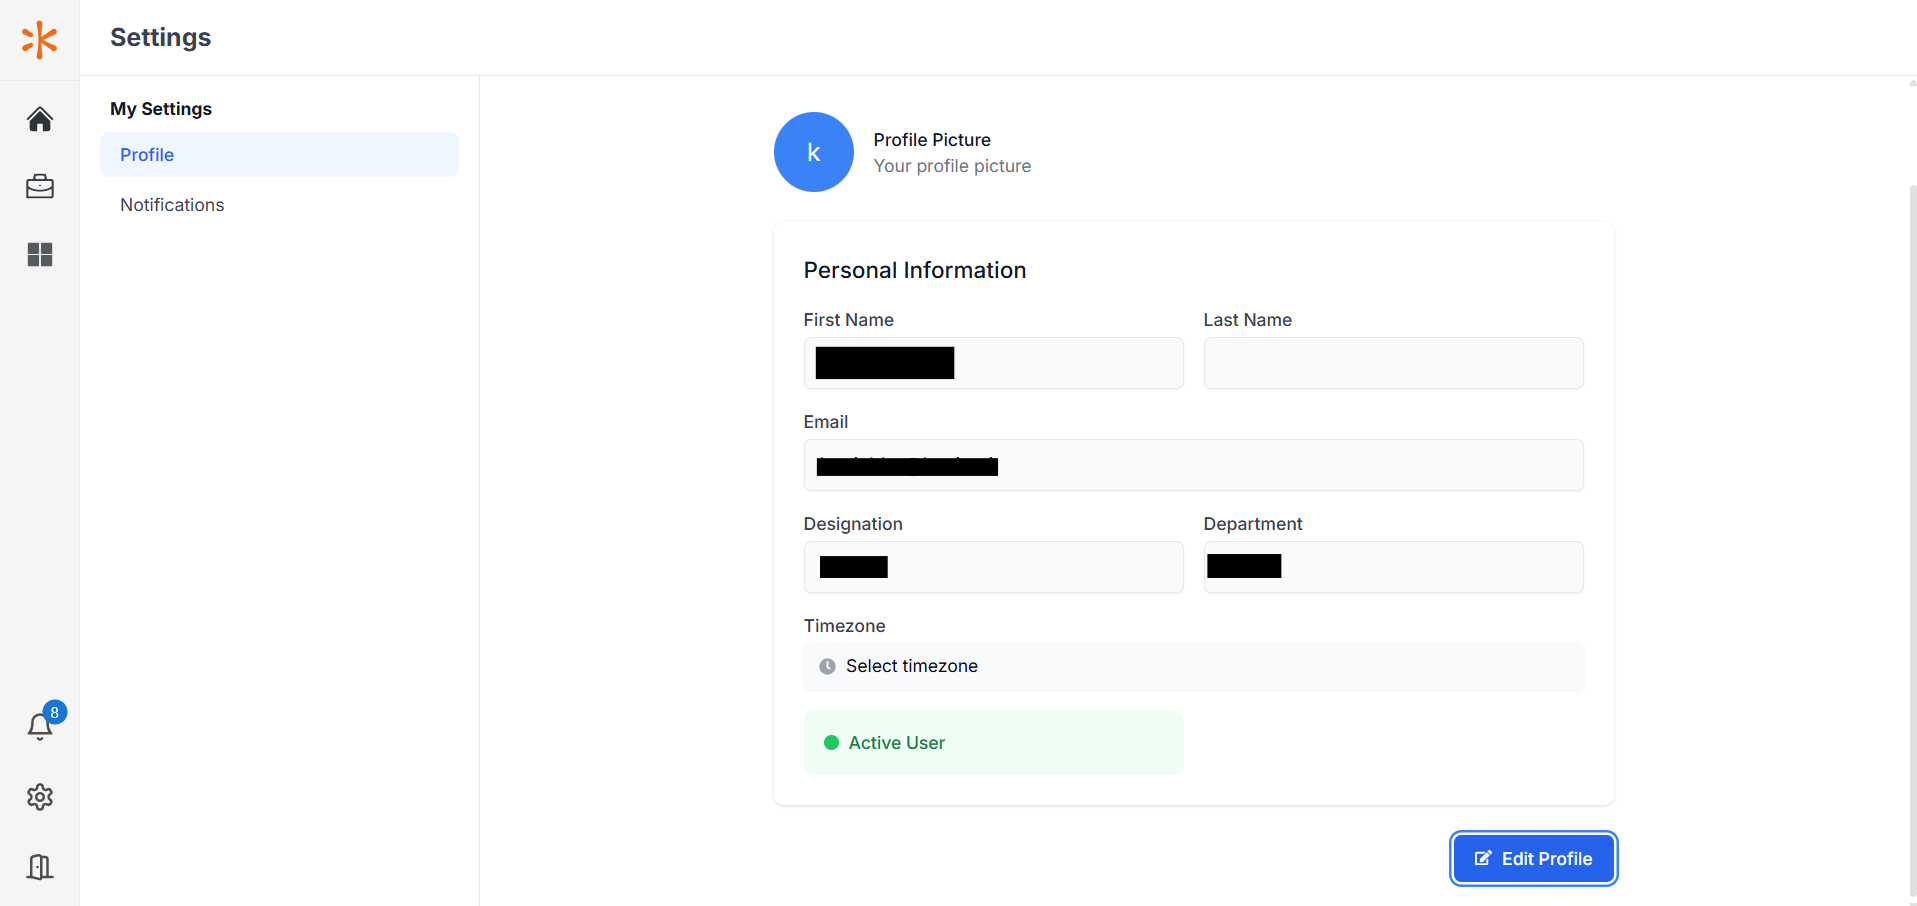 Settings
My Settings
Profile
Notifications
8
k
Profile Picture
Your profile picture
Personal Information
First Name
Last Name
Email
Designation
Department
Timezone
Select timezone
Active User
Edit Profile